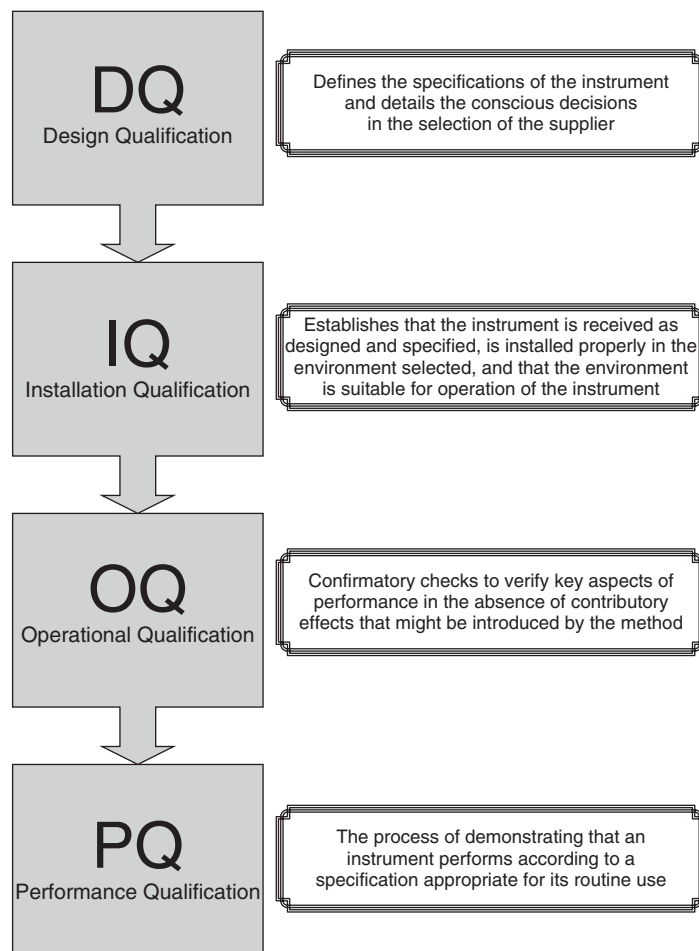 DQ
Design Qualification
Defines the specifications of the instrument
and details the conscious decisions
in the selection of the supplier
IQ
Installation Qualification
Establishes that the instrument is received as
designed and specified, is installed properly in the
environment selected, and that the environment
is suitable for operation of the instrument
OQ
Operational Qualification
Confirmatory checks to verify key aspects of
performance in the absence of contributory
effects that might be introduced by the method
PQ
Performance Qualification
The process of demonstrating that an
instrument performs according to a
specification appropriate for its routine use